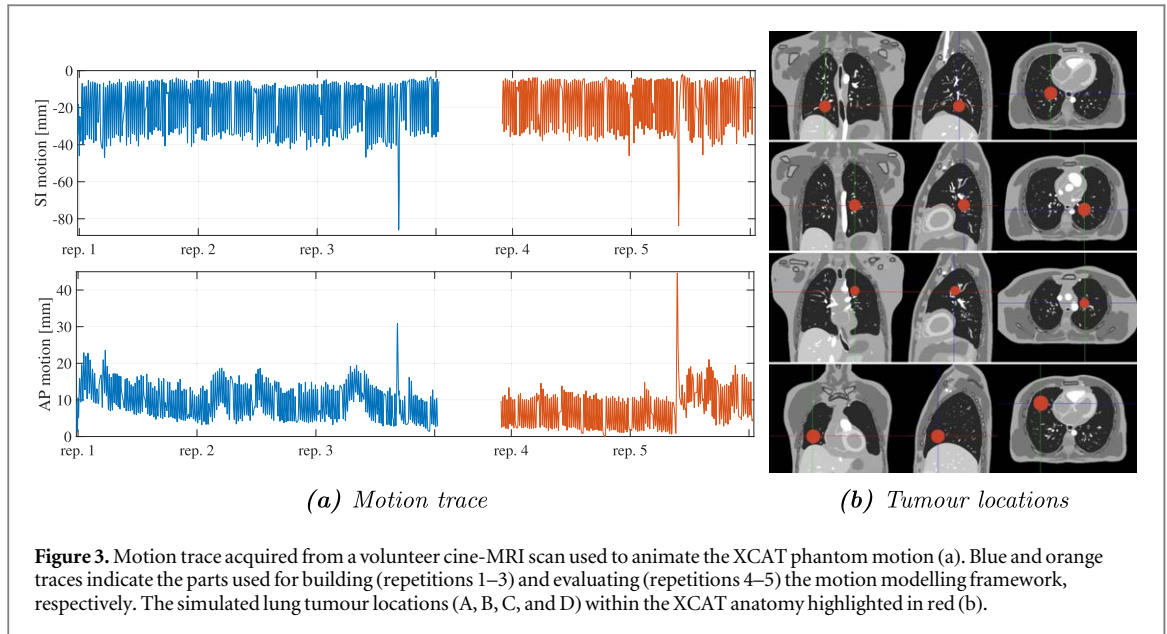 0
-20
-40
-60
-80
SI motion [mm]
rep. 1 rep. 2 rep. 3 rep. 4 rep. 5
40
30
20
10
0
AP motion [mm]
rep. 1 rep. 2 rep. 3 rep. 4 rep. 5
(a) Motion trace
(b) Tumour locations
Figure 3. Motion trace acquired from a volunteer cine-MRI scan used to animate the XCAT phantom motion (a). Blue and orange
traces indicate the parts used for building (repetitions 1–3) and evaluating (repetitions 4–5) the motion modelling framework,
respectively. The simulated lung tumour locations (A, B, C, and D) within the XCAT anatomy highlighted in red (b).